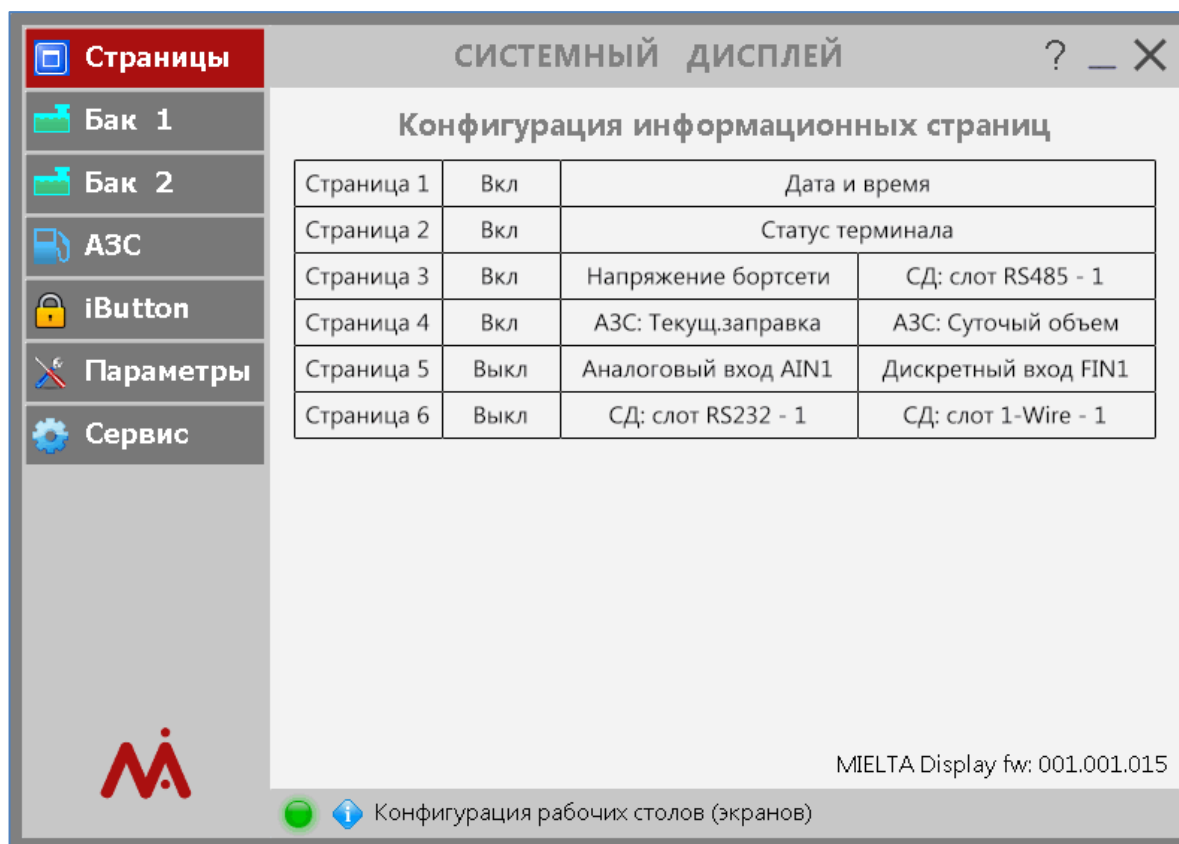 Страницы
СИСТЕМНЫЙ ДИСПЛЕЙ
Бак 1
Бак 2
АЗС
iButton
Параметры
Сервис
Конфигурация информационных страниц
Страница 1 Вкл Дата и время
Страница 2 Вкл Статус терминала
Страница 3 Вкл Напряжение бортсети СД: слот RS485 - 1
Страница 4 Вкл АЗС: Текущ.заправка АЗС: Суточый объем
Страница 5 Выкл Аналоговый вход AIN1 Дискретный вход FIN1
Страница 6 Выкл СД: слот RS232 - 1 СД: слот 1-Wire - 1
MIELTA Display fw: 001.001.015
Конфигурация рабочих столов (экранов)